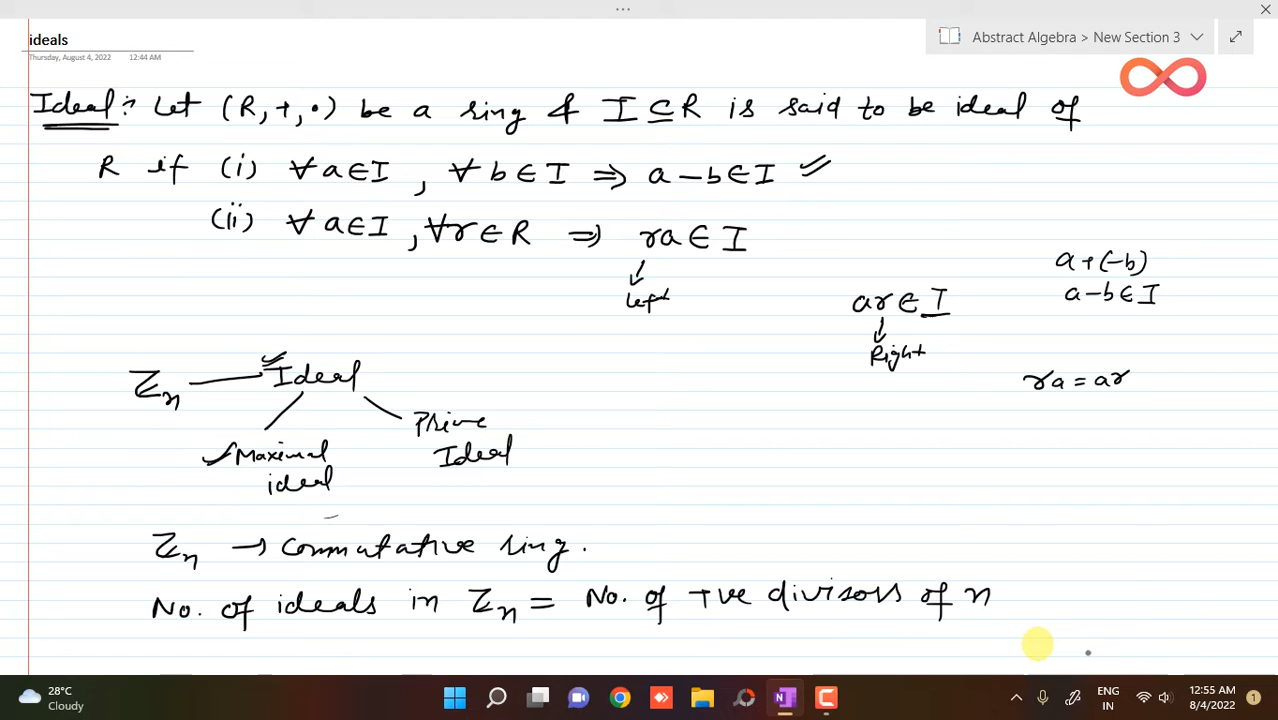 ideals
Thursday, August 4, 2022 12:44 AM
Abstract Algebra > New Section 3
Ideal :- Let (R, +, •) be a ring & I ⊆ R is said to be ideal of
R if (i) ∀ a ∈ I , ∀ b ∈ I ⇒ a - b ∈ I
(ii) ∀ a ∈ I , ∀ r ∈ R ⇒ ra ∈ I
Left
a + (-b)
a - b ∈ I
ar ∈ I
Right
ra = ar
Zn — Ideal
Prime
Ideal
Maximal
ideal
Zn → Commutative ring.
No. of ideals in Zn = No. of +ve divisors of n
28°C
Cloudy
ENG
IN
12:55 AM
8/4/2022
1